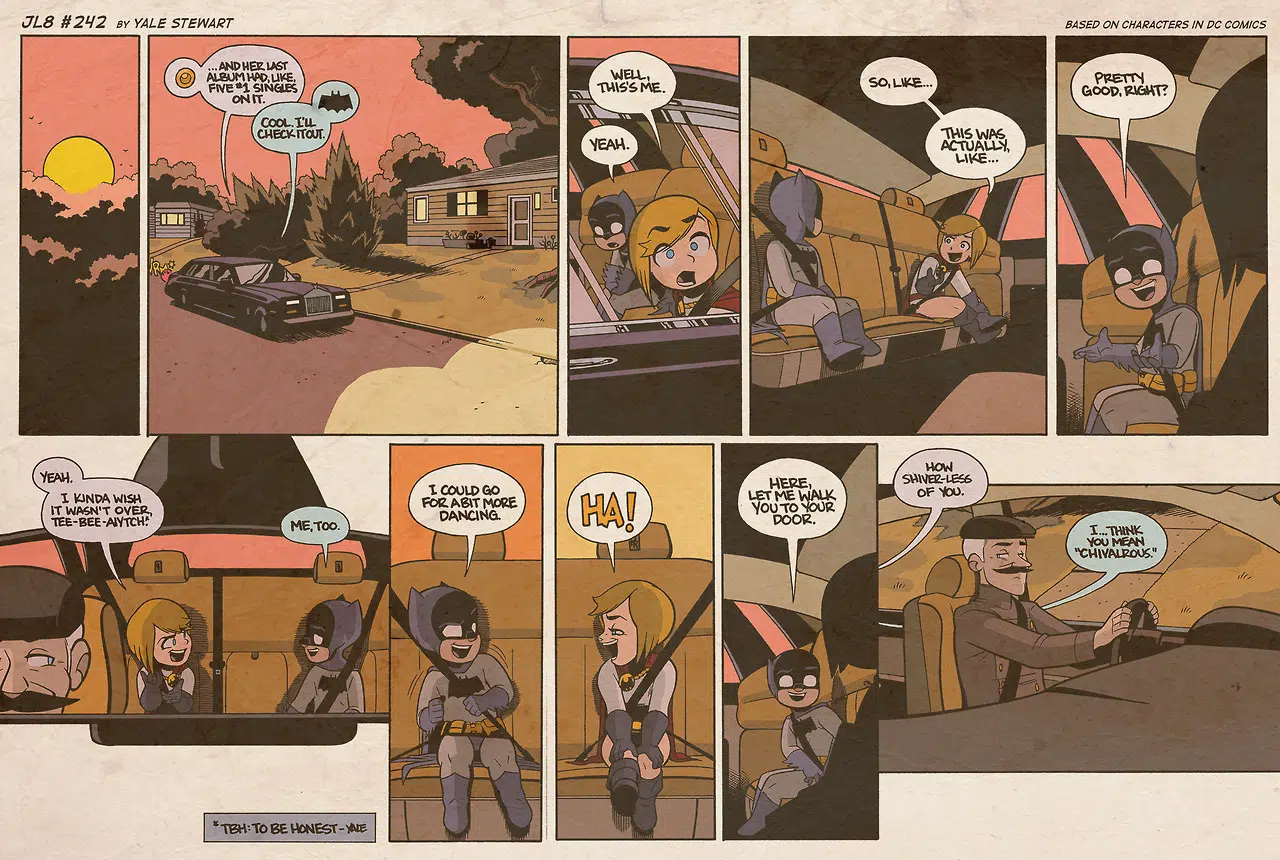 JL8 #242 BY YALE STEWART
BASED ON CHARACTERS IN DC COMICS
...AND HER LAST
ALBUM HAD, LIKE,
FIVE #1 SINGLES
ON IT.
COOL. I'LL
CHECK IT OUT.
WELL,
THIS'S ME.
YEAH.
SO, LIKE...
THIS WAS
ACTUALLY,
LIKE...
PRETTY
GOOD, RIGHT?
YEAH.
I KINDA WISH
IT WASN'T OVER,
TEE-BEE-AIYTCH.*
ME, TOO.
* TBH: TO BE HONEST - YALE
I COULD GO
FOR A BIT MORE
DANCING.
HA!
HERE,
LET ME WALK
YOU TO YOUR
DOOR.
HOW
SHIVER-LESS
OF YOU.
I... THINK
YOU MEAN
"CHIVALROUS."